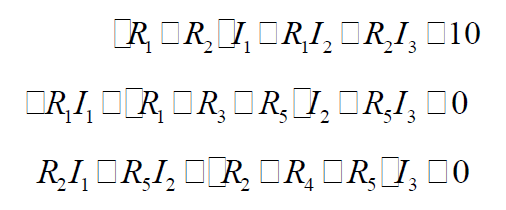 □R₁ □ R₂ □I₁ □ R₁I₂ □ R₂I₃ □ 10
□R₁I₁ □ □R₁ □ R₃ □ R₅ □I₂ □ R₅I₃ □ 0
R₂I₁ □ R₅I₂ □ □R₂ □ R₄ □ R₅ □I₃ □ 0